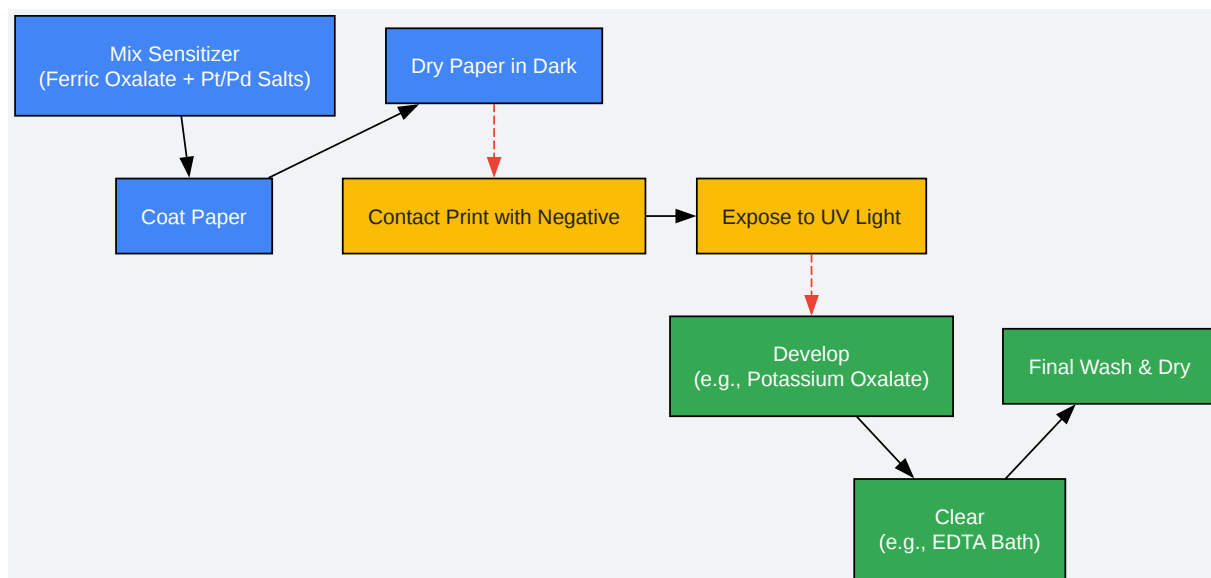 Mix Sensitizer
(Ferric Oxalate + Pt/Pd Salts)
Dry Paper in Dark
Coat Paper
Contact Print with Negative
Expose to UV Light
Develop
(e.g., Potassium Oxalate)
Final Wash & Dry
Clear
(e.g., EDTA Bath)